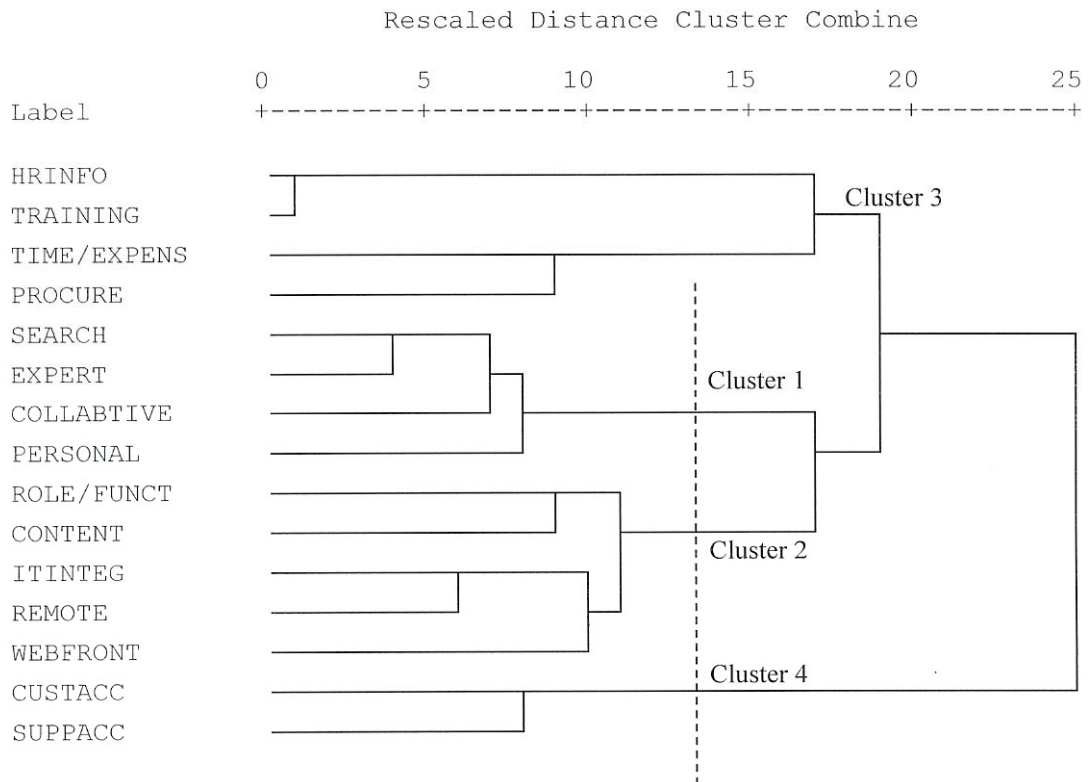 Rescaled Distance Cluster Combine
0 5 10 15 20 25
Label +---------+---------+---------+---------+---------+
HRINFO
Cluster 3
TRAINING
TIME/EXPENS
PROCURE
SEARCH
EXPERT
Cluster 1
COLLABTIVE
PERSONAL
ROLE/FUNCT
CONTENT
Cluster 2
ITINTEG
REMOTE
WEBFRONT
Cluster 4
CUSTACC
SUPPACC